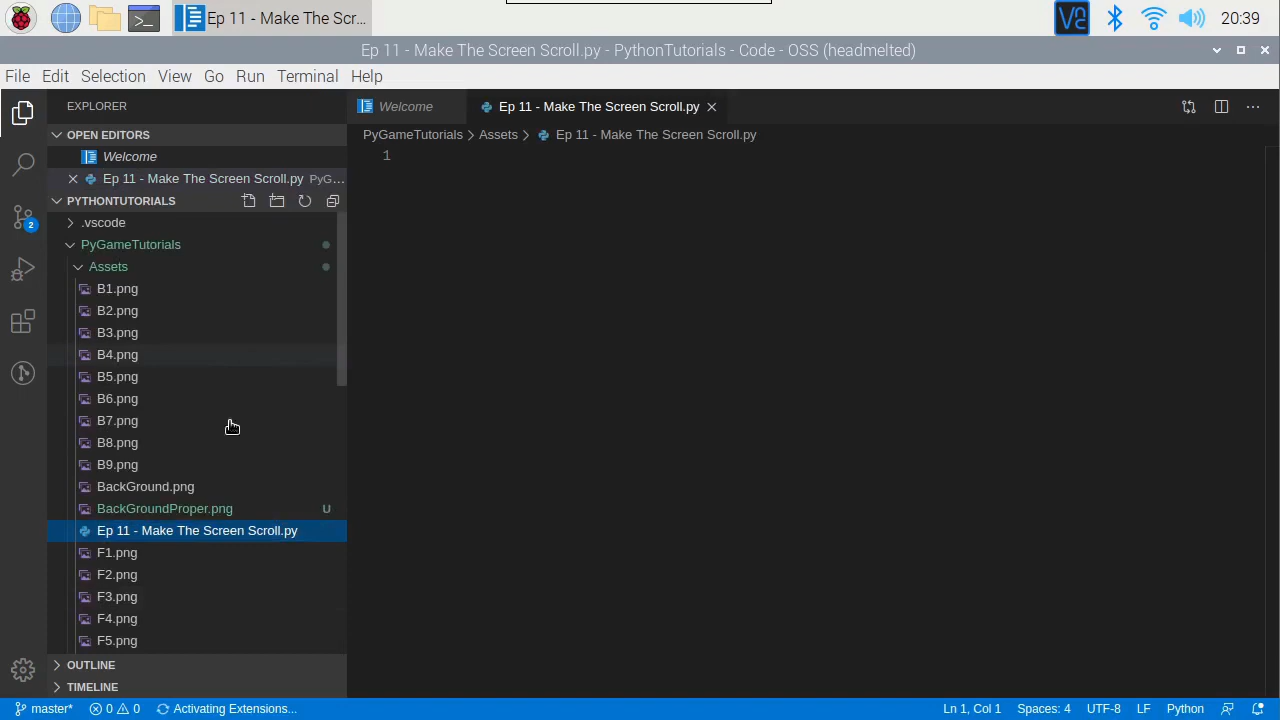 Ep 11 - Make The Scr...
20:39
Ep 11 - Make The Screen Scroll.py - PythonTutorials - Code - OSS (headmelted)
File Edit Selection View Go Run Terminal Help
EXPLORER
Welcome
Ep 11 - Make The Screen Scroll.py
OPEN EDITORS
PyGameTutorials > Assets > Ep 11 - Make The Screen Scroll.py
Welcome
1
Ep 11 - Make The Screen Scroll.py PyG...
PYTHONTUTORIALS
.vscode
2
PyGameTutorials
Assets
B1.png
B2.png
B3.png
B4.png
B5.png
B6.png
B7.png
B8.png
B9.png
BackGround.png
BackGroundProper.png U
Ep 11 - Make The Screen Scroll.py
F1.png
F2.png
F3.png
F4.png
F5.png
OUTLINE
TIMELINE
master* 0 0 Activating Extensions... Ln 1, Col 1 Spaces: 4 UTF-8 LF Python